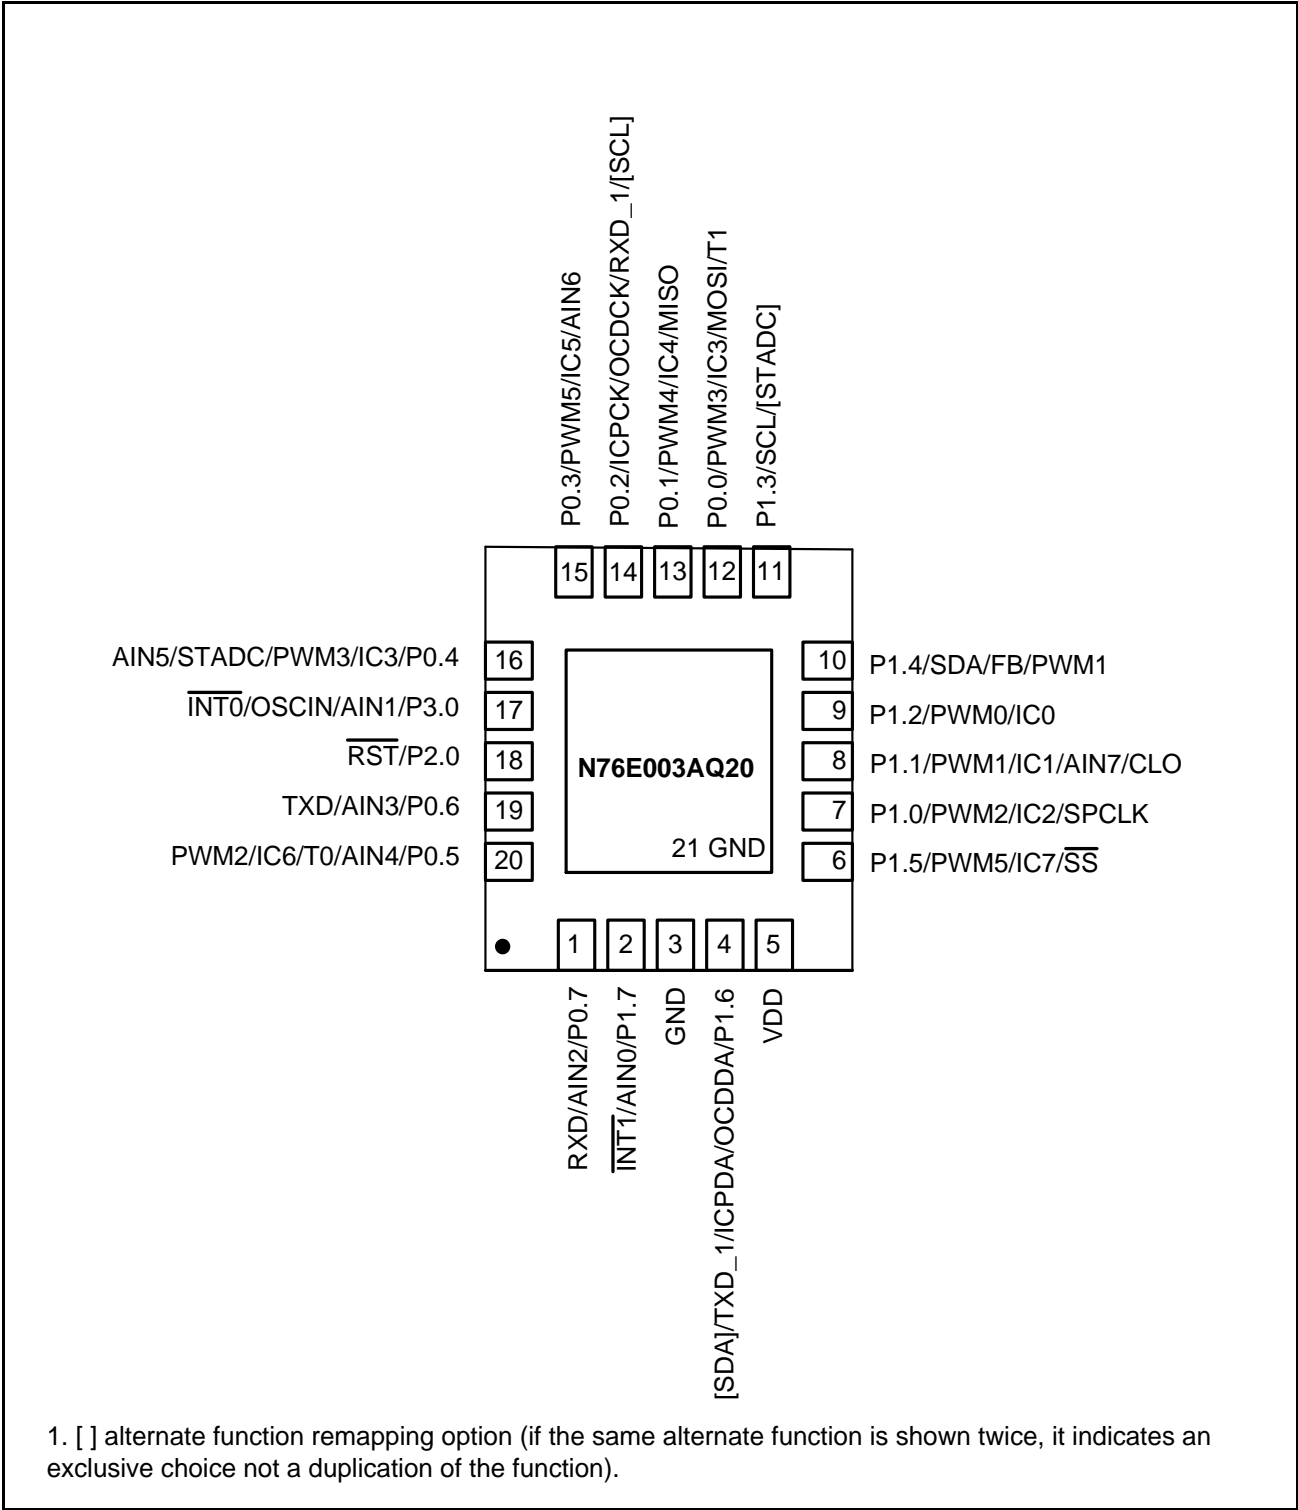 P0.3/PWM5/IC5/AIN6
P0.2/ICPCK/OCDCK/RXD_1/[SCL]
P0.1/PWM4/IC4/MISO
P0.0/PWM3/IC3/MOSI/T1
P1.3/SCL/[STADC]
15 14 13 12 11
AIN5/STADC/PWM3/IC3/P0.4 16
INT0/OSCIN/AIN1/P3.0 17
RST/P2.0 18
TXD/AIN3/P0.6 19
PWM2/IC6/T0/AIN4/P0.5 20
N76E003AQ20
21 GND
10 P1.4/SDA/FB/PWM1
9 P1.2/PWM0/IC0
8 P1.1/PWM1/IC1/AIN7/CLO
7 P1.0/PWM2/IC2/SPCLK
6 P1.5/PWM5/IC7/SS
1 2 3 4 5
RXD/AIN2/P0.7
INT1/AIN0/P1.7
GND
[SDA]/TXD_1/ICPDA/OCDDA/P1.6
VDD
1. [ ] alternate function remapping option (if the same alternate function is shown twice, it indicates an
exclusive choice not a duplication of the function).